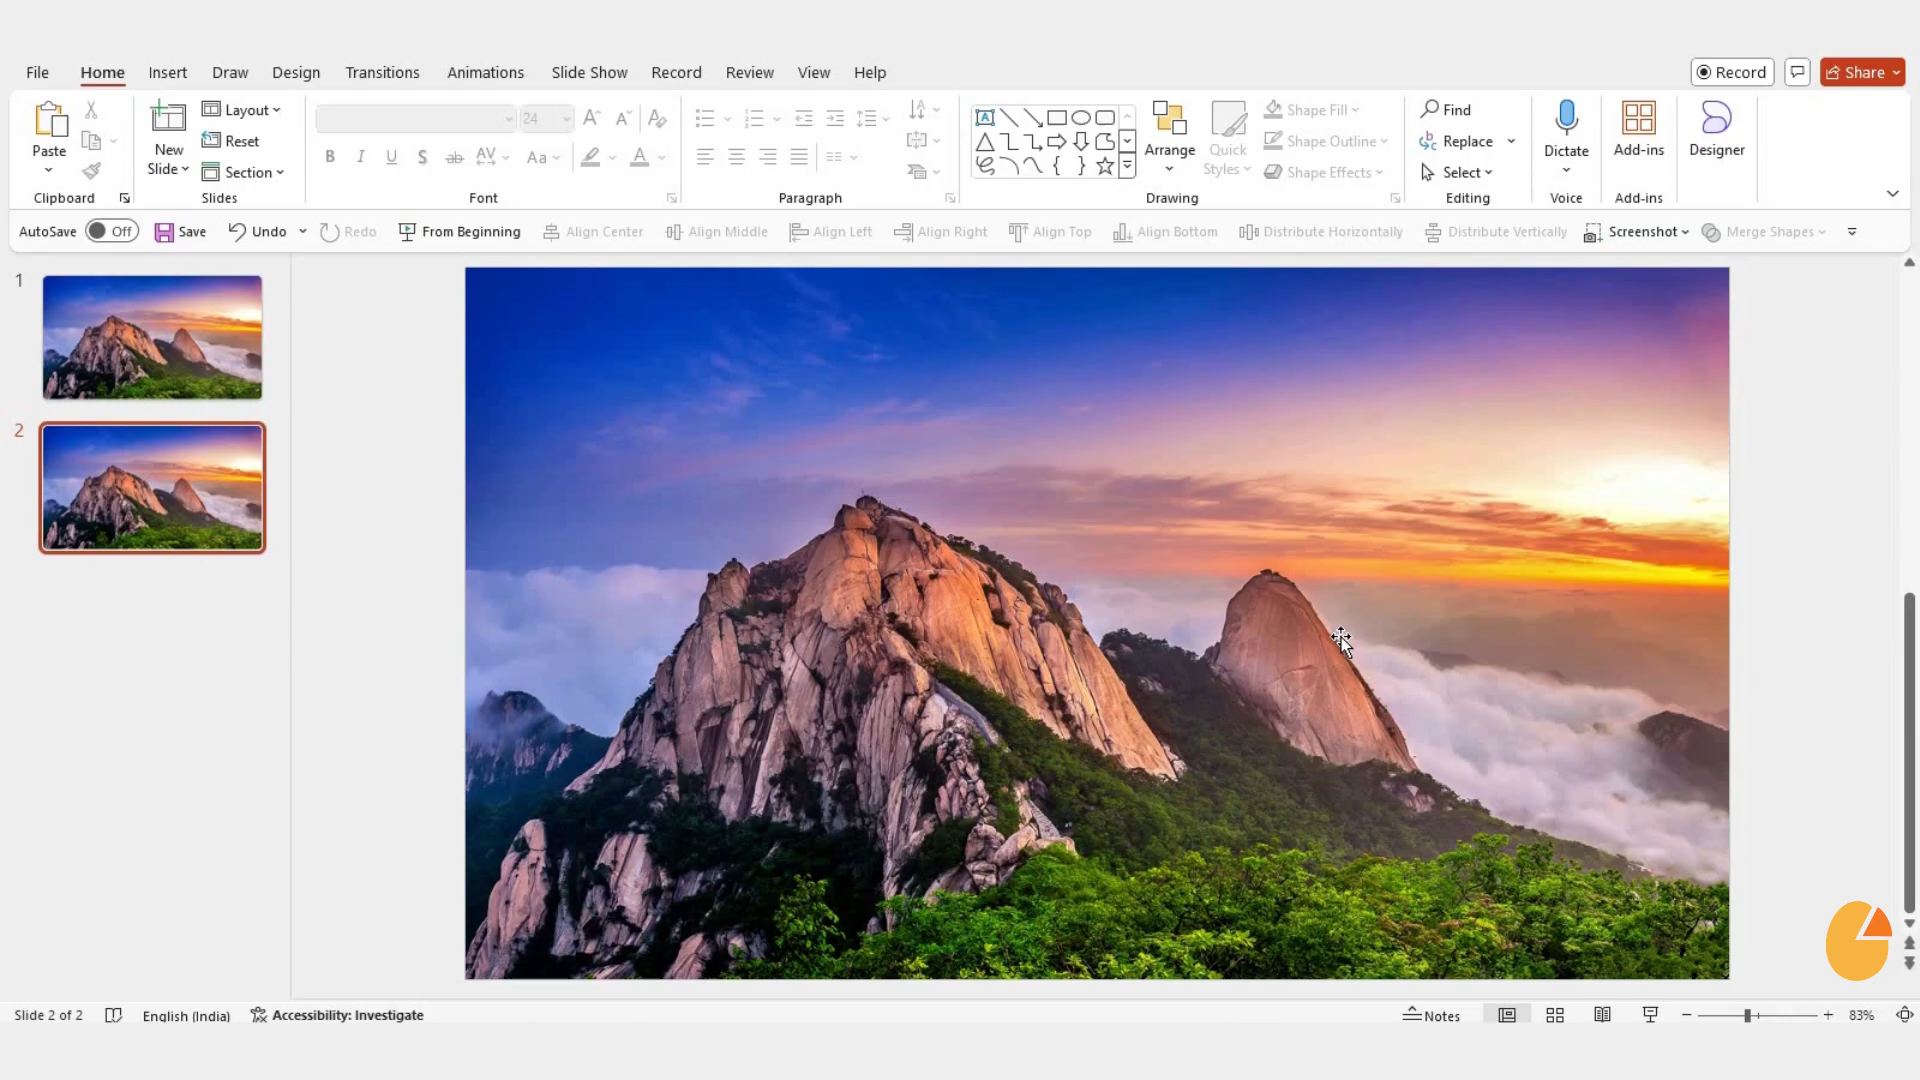 File Home Insert Draw Design Transitions Animations Slide Show Record Review View Help Record Share
Paste
Clipboard
New Slide
Layout
Reset
Section
Slides
24
B I U S ab AV Aa A
Font
Paragraph
Drawing
Arrange
Quick Styles
Shape Fill
Shape Outline
Shape Effects
Find
Replace
Select
Editing
Dictate
Voice
Add-ins
Add-ins
Designer
AutoSave Off Save Undo Redo From Beginning Align Center Align Middle Align Left Align Right Align Top Align Bottom Distribute Horizontally Distribute Vertically Screenshot Merge Shapes
1
2
Slide 2 of 2 English (India) Accessibility: Investigate Notes 83%